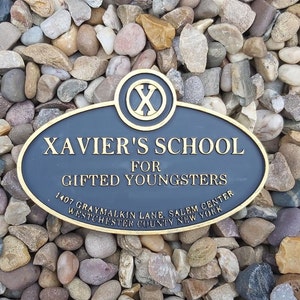 X
XAVIER'S SCHOOL
FOR
GIFTED YOUNGSTERS
1407 GRAYMALKIN LANE, SALEM CENTER
WESTCHESTER COUNTY NEW YORK